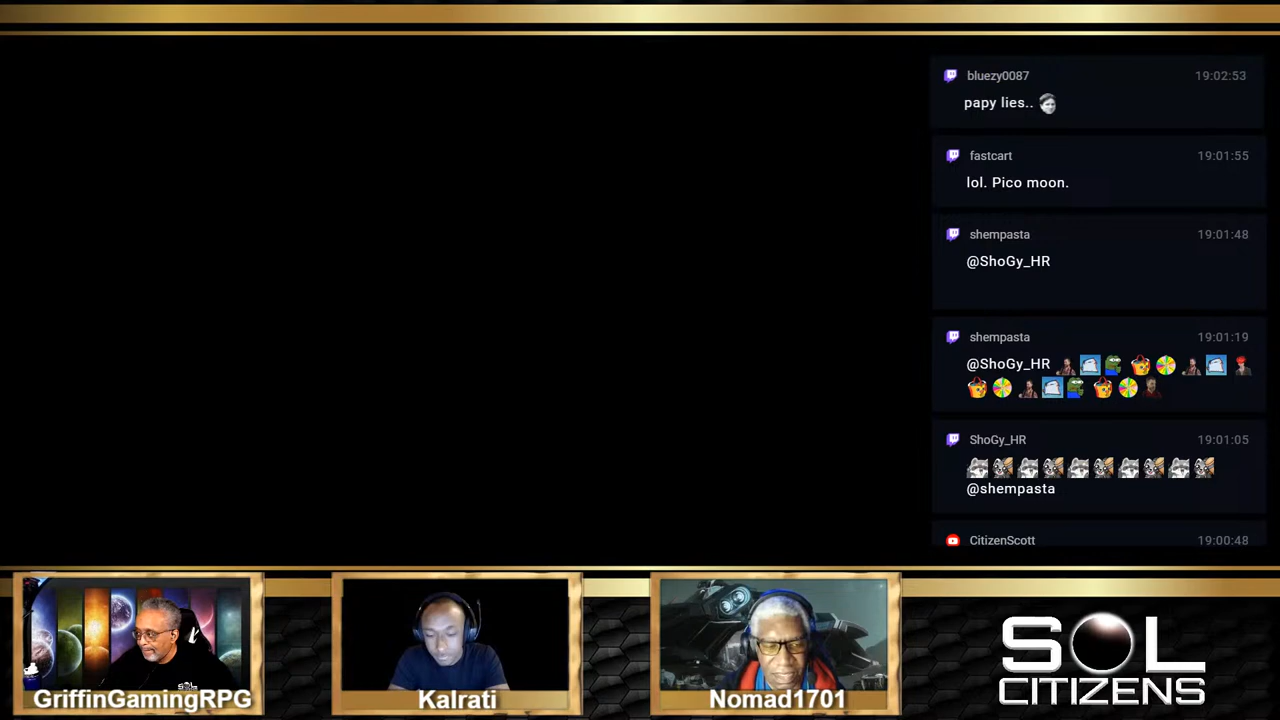 bluezy0087
19:02:53
papy lies..
fastcart
19:01:55
lol. Pico moon.
shempasta
19:01:48
@ShoGy_HR
shempasta
19:01:19
@ShoGy_HR
ShoGy_HR
19:01:05
@shempasta
CitizenScott
19:00:48
GriffinGamingRPG
Kalrati
Nomad1701
SOL
CITIZENS